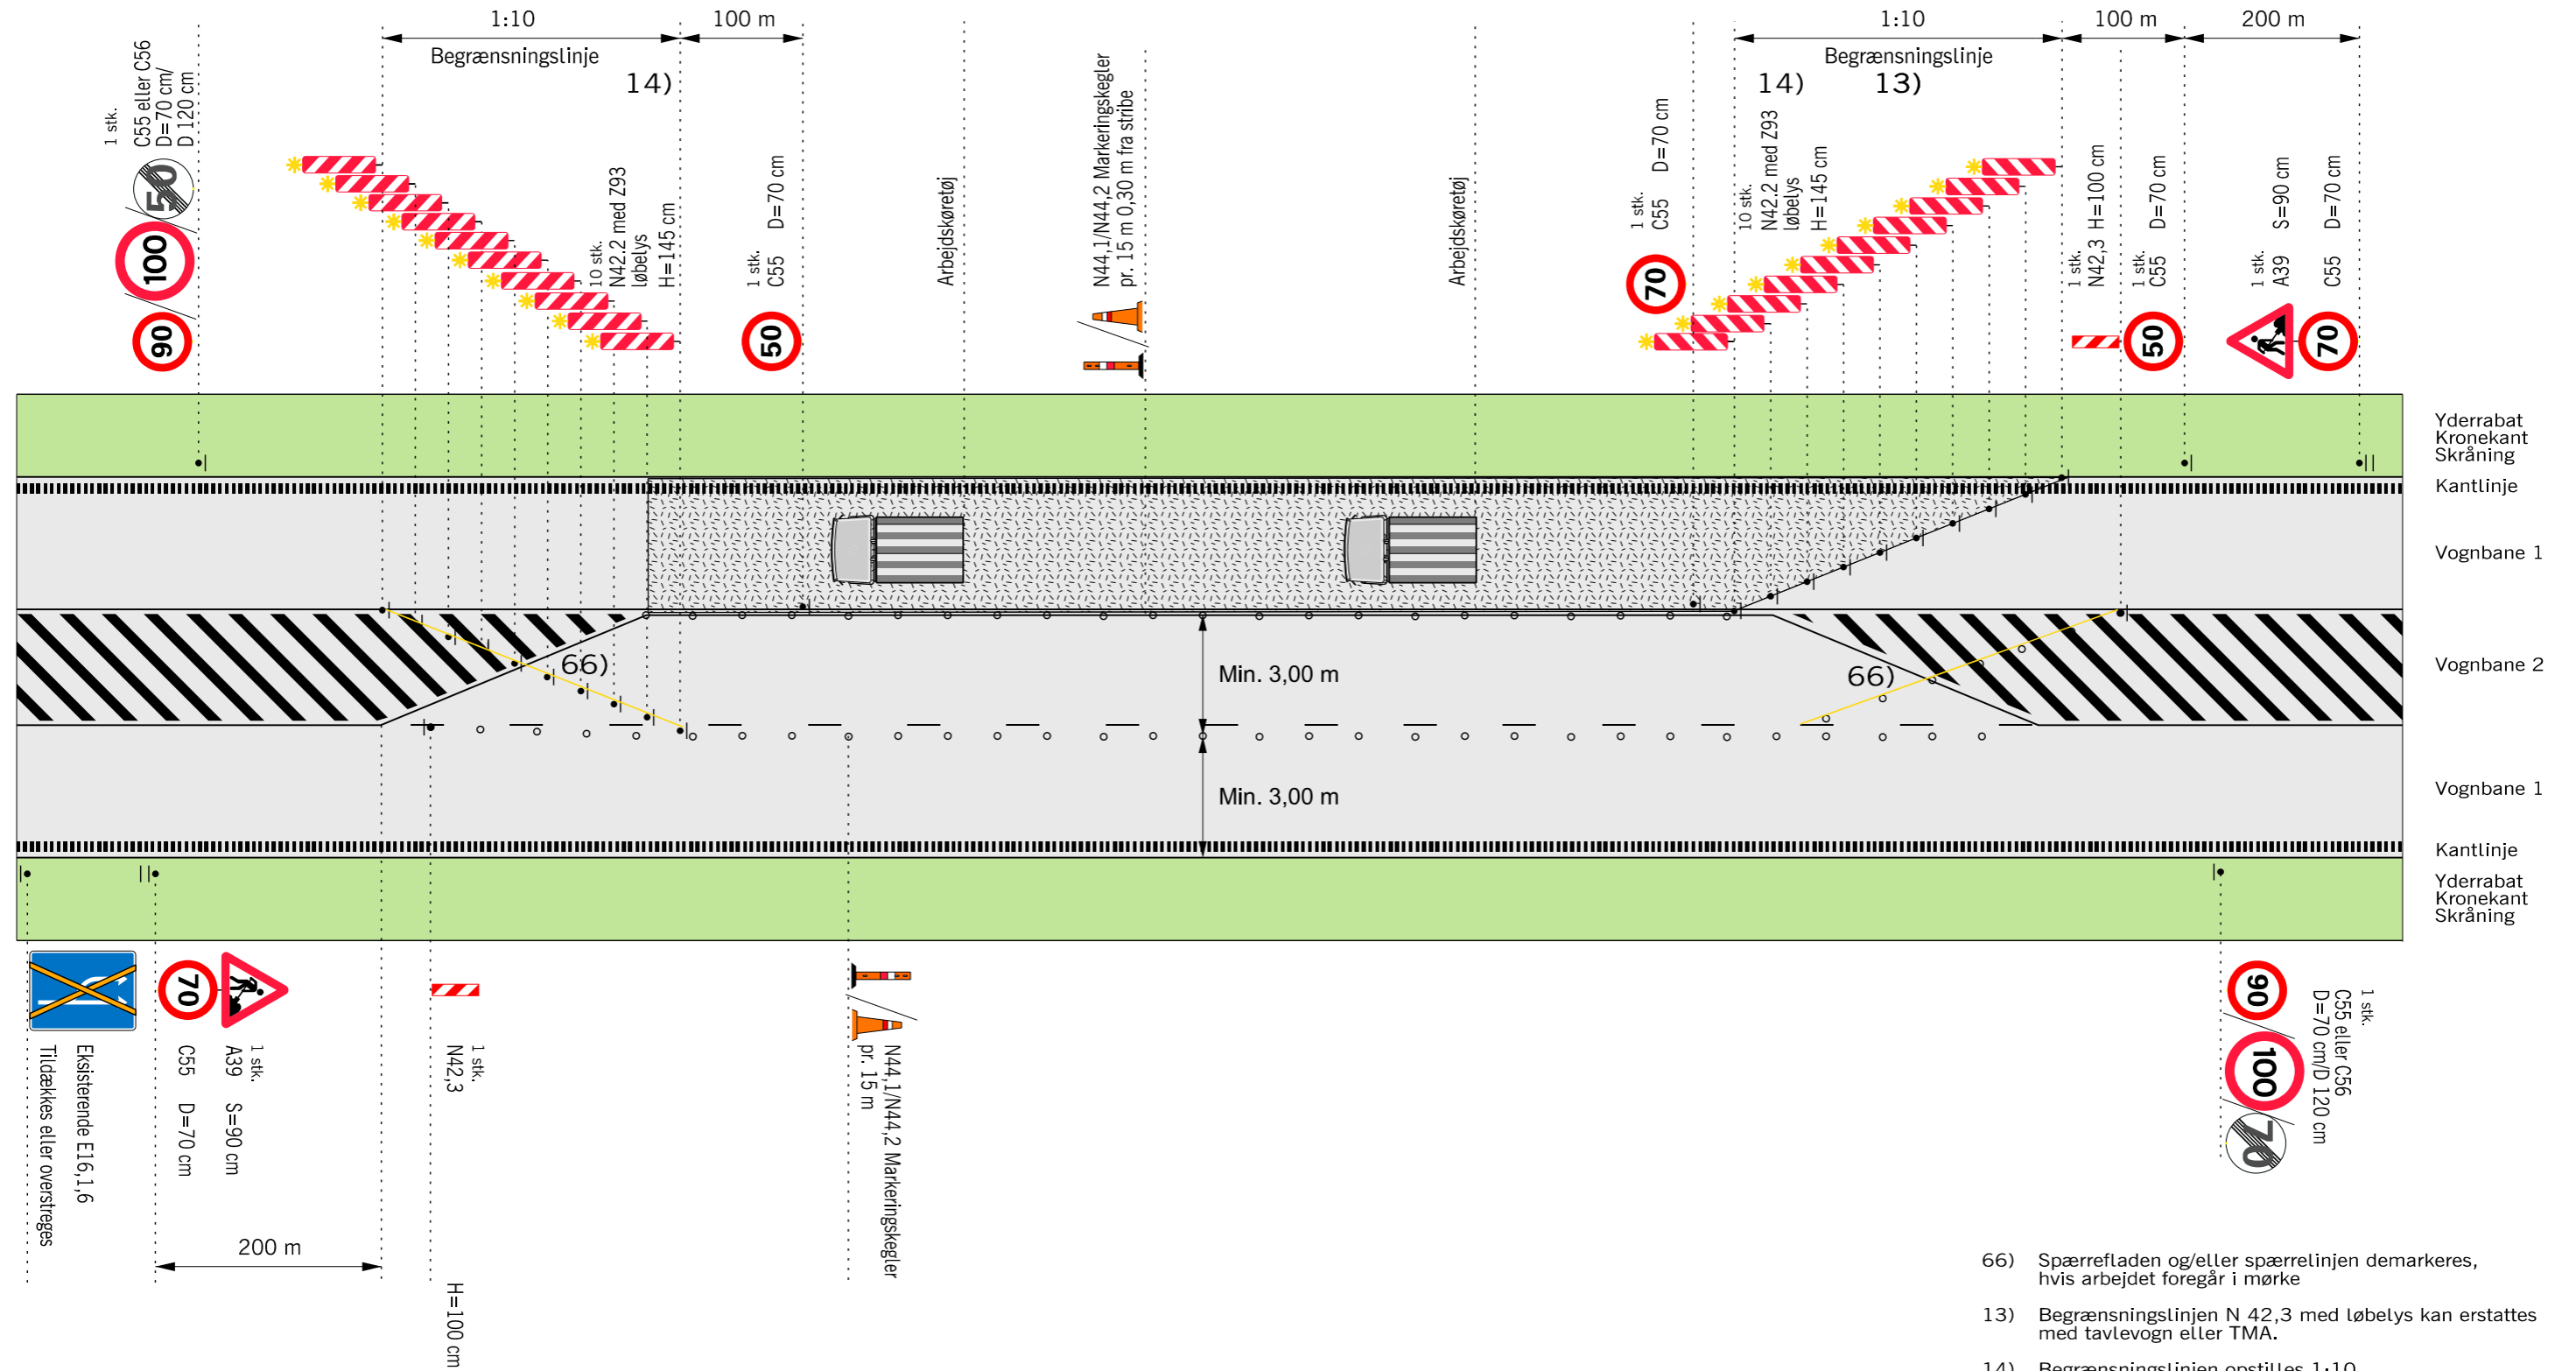 1:10
100 m
1:10
100 m
200 m
Begrænsningslinje
Begrænsningslinje
14)
14)
13)
1 stk.
C55 eller C56
D=70 cm/
D 120 cm
50
100
90
10 stk.
N42.2 med Z93
løbelys
H=145 cm
1 stk.
C55 D=70 cm
50
Arbejdskøretøj
N44,1/N44,2 Markeringskegler
pr. 15 m 0,30 m fra stribe
Arbejdskøretøj
1 stk.
C55 D=70 cm
70
10 stk.
N42.2 med Z93
løbelys
H=145 cm
1 stk.
N42,3 H=100 cm
1 stk.
C55 D=70 cm
50
1 stk.
A39 S=90 cm
C55 D=70 cm
70
Yderrabat
Kronekant
Skråning
Kantlinje
Vognbane 1
66)
Min. 3,00 m
66)
Vognbane 2
Min. 3,00 m
Vognbane 1
Kantlinje
Yderrabat
Kronekant
Skråning
Eksisterende E16,1,6
Tildækkes eller overstreges
70
1 stk.
A39 S=90 cm
C55 D=70 cm
200 m
1 stk.
N42,3
H=100 cm
N44,1/N44,2 Markeringskegler
pr. 15 m
90
100
70
1 stk.
C55 eller C56
D=70 cm/D 120 cm
66) Spærrefladen og/eller spærrelinjen demarkeres,
hvis arbejdet foregår i mørke
13) Begrænsningslinjen N 42,3 med løbelys kan erstattes
med tavlevogn eller TMA.
14) Begrænsningslinjen opstilles 1:10